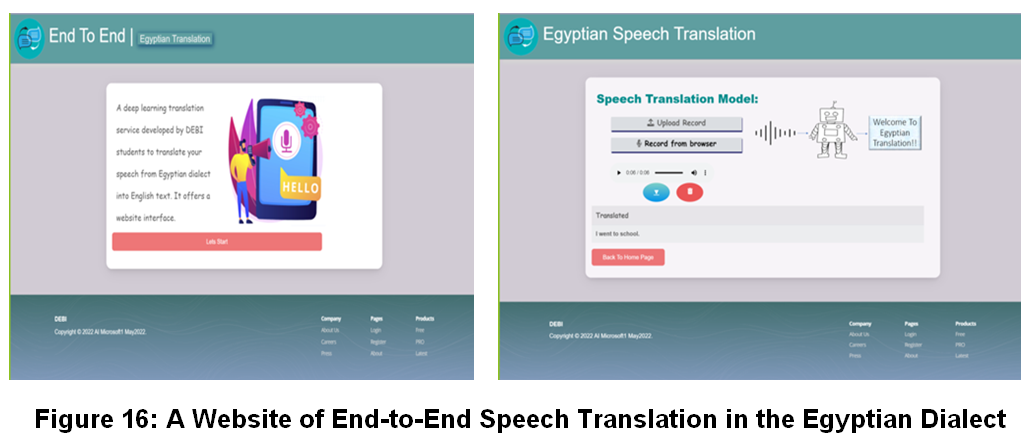 End To End | Egyptian Translation
A deep learning translation
service developed by DEBI
students to translate your
speech from Egyptian dialect
into English text. It offers a
website interface.
HELLO
Lets Start
DEBI
Copyright © 2022 AI Microsoft1 May2022.
Company Pages Products
About Us Login Free
Careers Register PRO
Press About Latest
Egyptian Speech Translation
Speech Translation Model:
Upload Record
Record from browser
0:06 / 0:06
Welcome To
Egyptian
Translation!!
Translated
I went to school.
Back To Home Page
DEBI
Copyright © 2022 AI Microsoft1 May2022.
Company Pages Products
About Us Login Free
Careers Register PRO
Press About Latest
Figure 16: A Website of End-to-End Speech Translation in the Egyptian Dialect